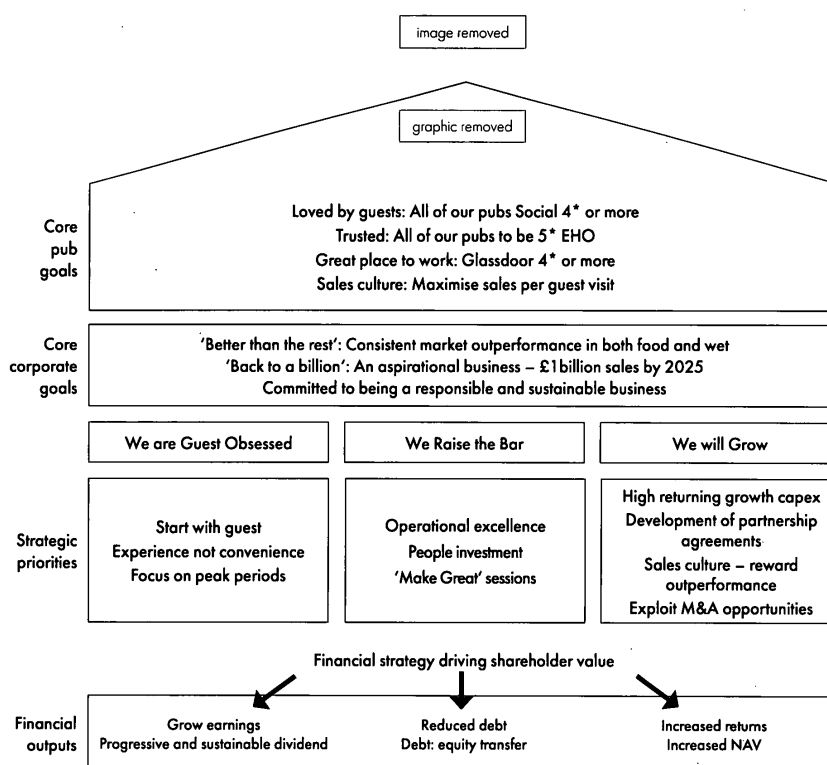 image removed
graphic removed
Core
pub
goals
Loved by guests: All of our pubs Social 4* or more
Trusted: All of our pubs to be 5* EHO
Great place to work: Glassdoor 4* or more
Sales culture: Maximise sales per guest visit
Core
corporate
goals
'Better than the rest': Consistent market outperformance in both food and wet
'Back to a billion': An aspirational business – £1billion sales by 2025
Committed to being a responsible and sustainable business
We are Guest Obsessed
We Raise the Bar
We will Grow
Strategic
priorities
Start with guest
Experience not convenience
Focus on peak periods
Operational excellence
People investment
'Make Great' sessions
High returning growth capex
Development of partnership
agreements
Sales culture – reward
outperformance
Exploit M&A opportunities
Financial strategy driving shareholder value
Financial
outputs
Grow earnings
Progressive and sustainable dividend
Reduced debt
Debt: equity transfer
Increased returns
Increased NAV